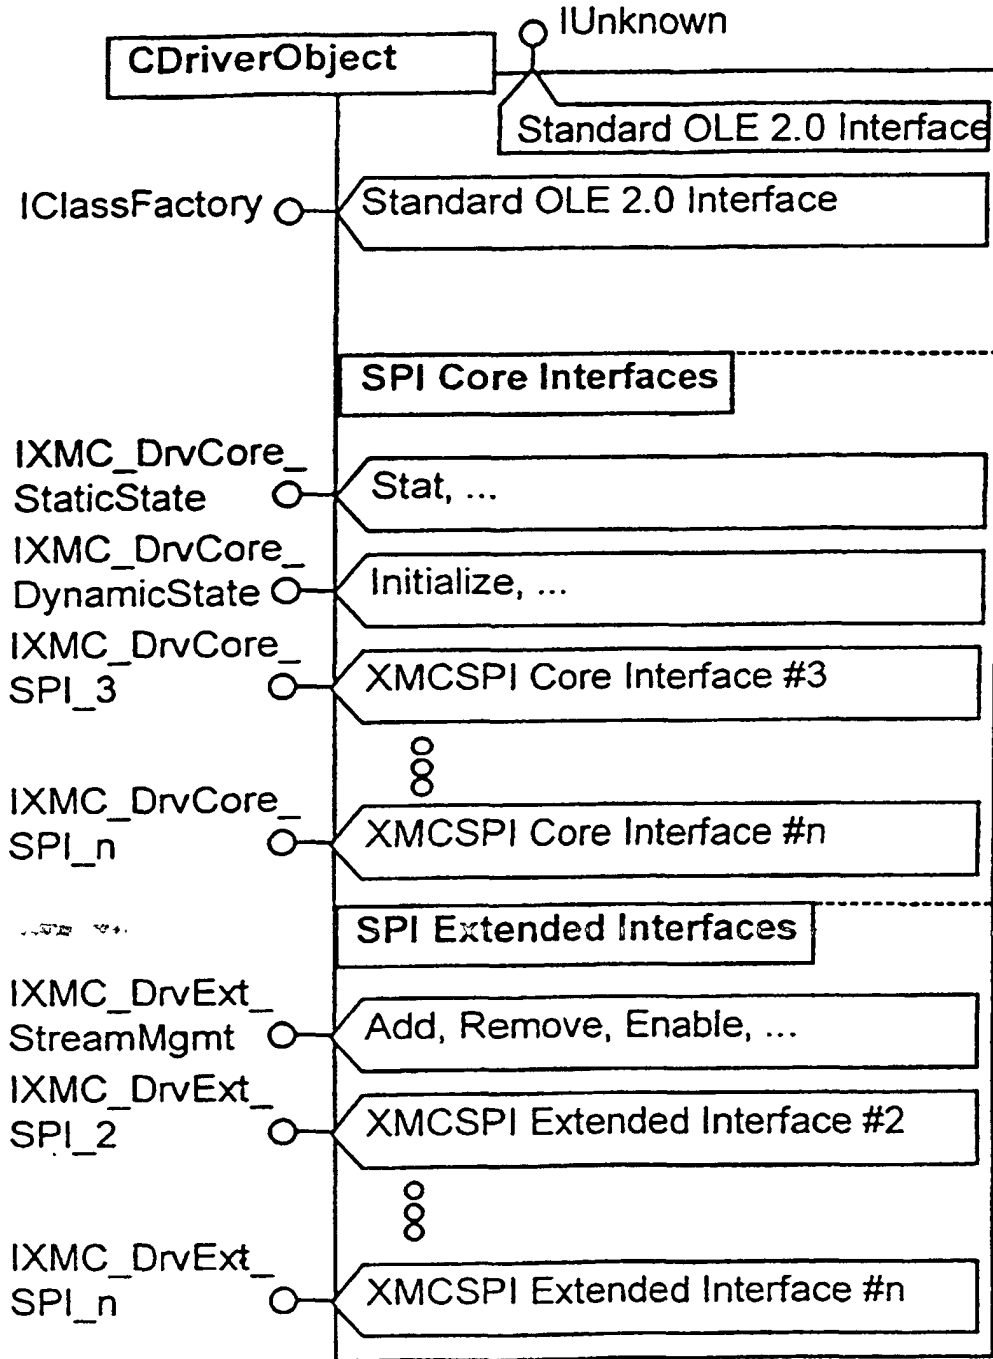 IUnknown
CDriverObject
Standard OLE 2.0 Interface
IClassFactory
Standard OLE 2.0 Interface
SPI Core Interfaces
IXMC_DrvCore_
StaticState
Stat, ...
IXMC_DrvCore_
DynamicState
Initialize, ...
IXMC_DrvCore_
SPI_3
XMCSPI Core Interface #3
IXMC_DrvCore_
SPI_n
XMCSPI Core Interface #n
SPI Extended Interfaces
IXMC_DrvExt_
StreamMgmt
Add, Remove, Enable, ...
IXMC_DrvExt_
SPI_2
XMCSPI Extended Interface #2
IXMC_DrvExt_
SPI_n
XMCSPI Extended Interface #n